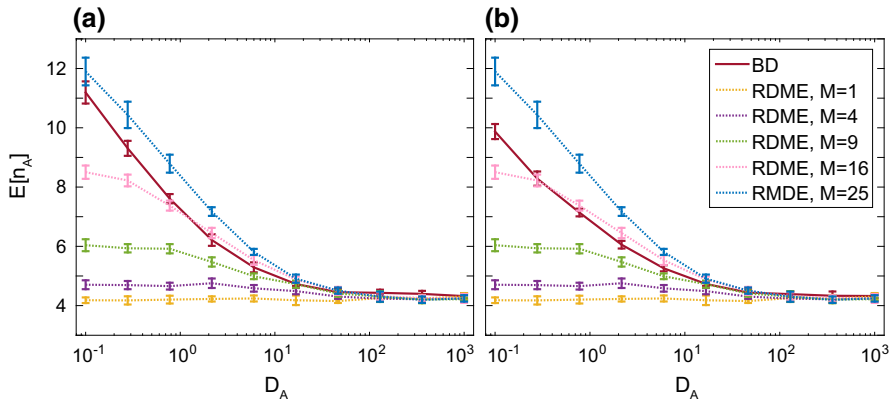 (a)
(b)
E[n_A]
12
10
8
6
4
10^-1
10^0
10^1
10^2
10^3
D_A
10^-1
10^0
10^1
10^2
10^3
D_A
BD
RDME, M=1
RDME, M=4
RDME, M=9
RDME, M=16
RMDE, M=25